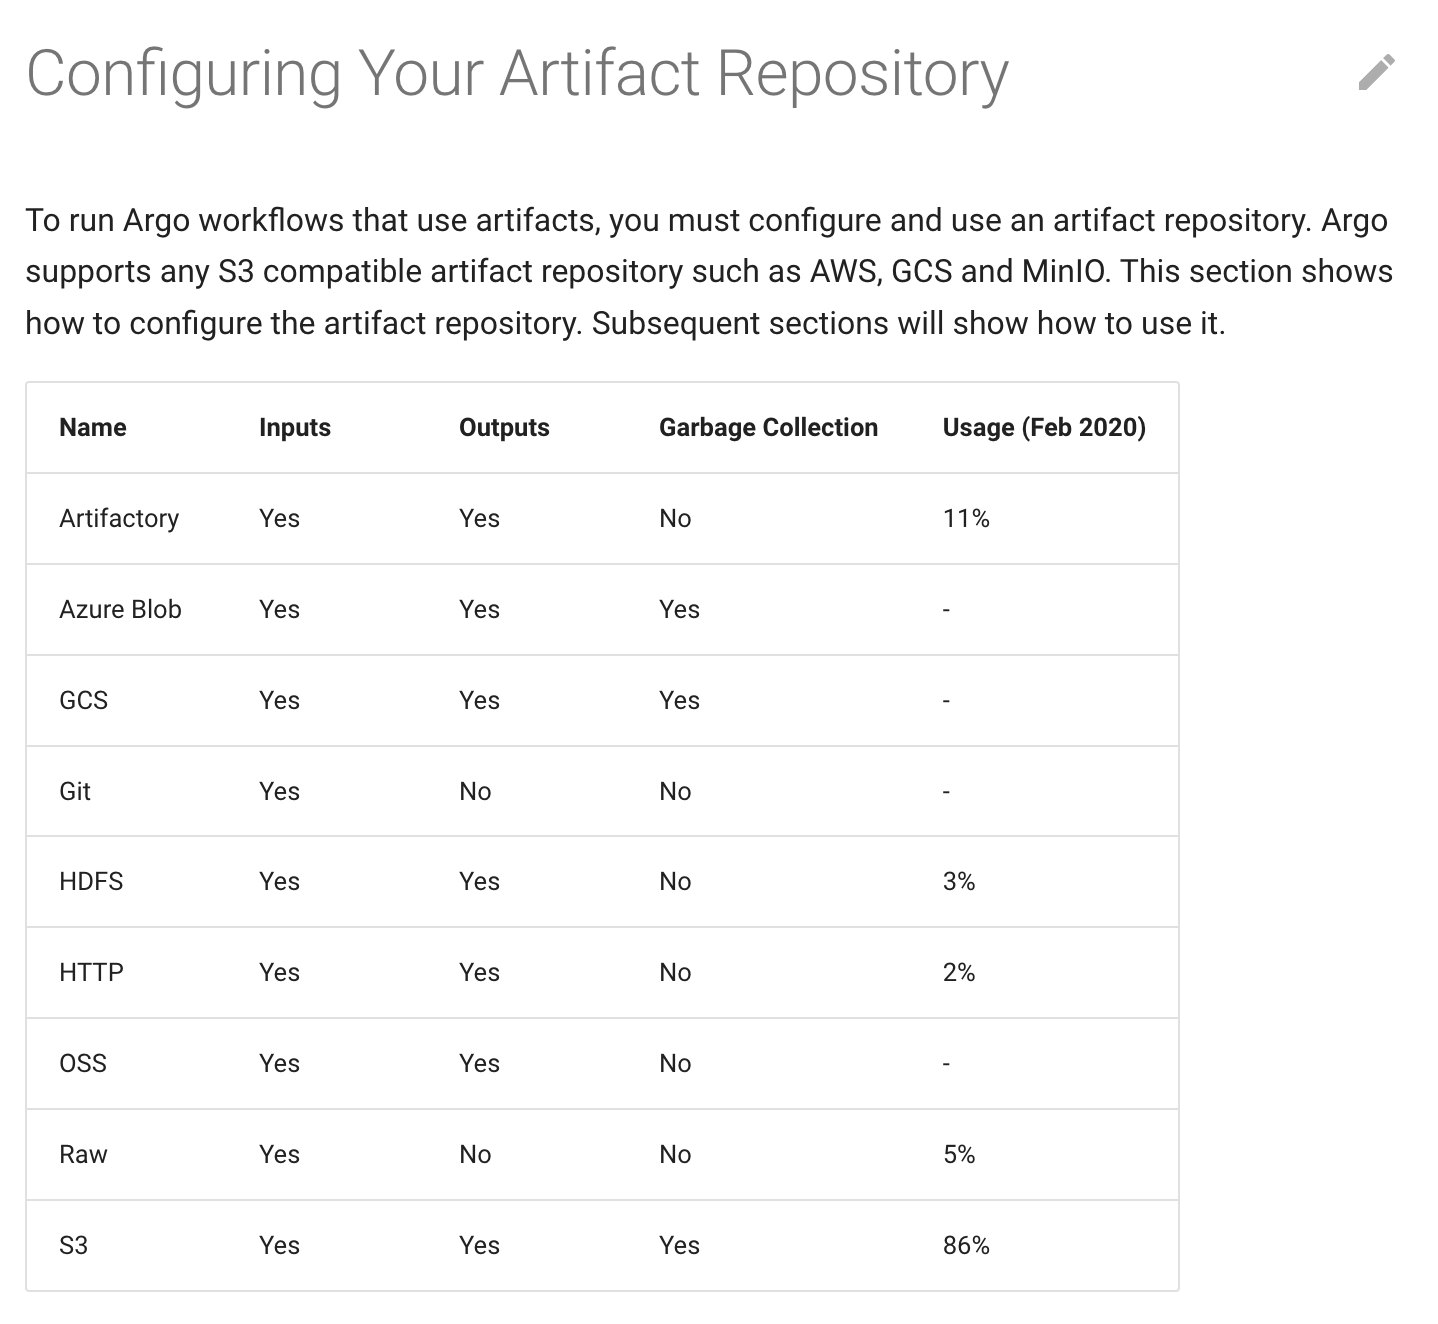 Configuring Your Artifact Repository
To run Argo workflows that use artifacts, you must configure and use an artifact repository. Argo
supports any S3 compatible artifact repository such as AWS, GCS and MinIO. This section shows
how to configure the artifact repository. Subsequent sections will show how to use it.
Name Inputs Outputs Garbage Collection Usage (Feb 2020)
Artifactory Yes Yes No 11%
Azure Blob Yes Yes Yes -
GCS Yes Yes Yes -
Git Yes No No -
HDFS Yes Yes No 3%
HTTP Yes Yes No 2%
OSS Yes Yes No -
Raw Yes No No 5%
S3 Yes Yes Yes 86%